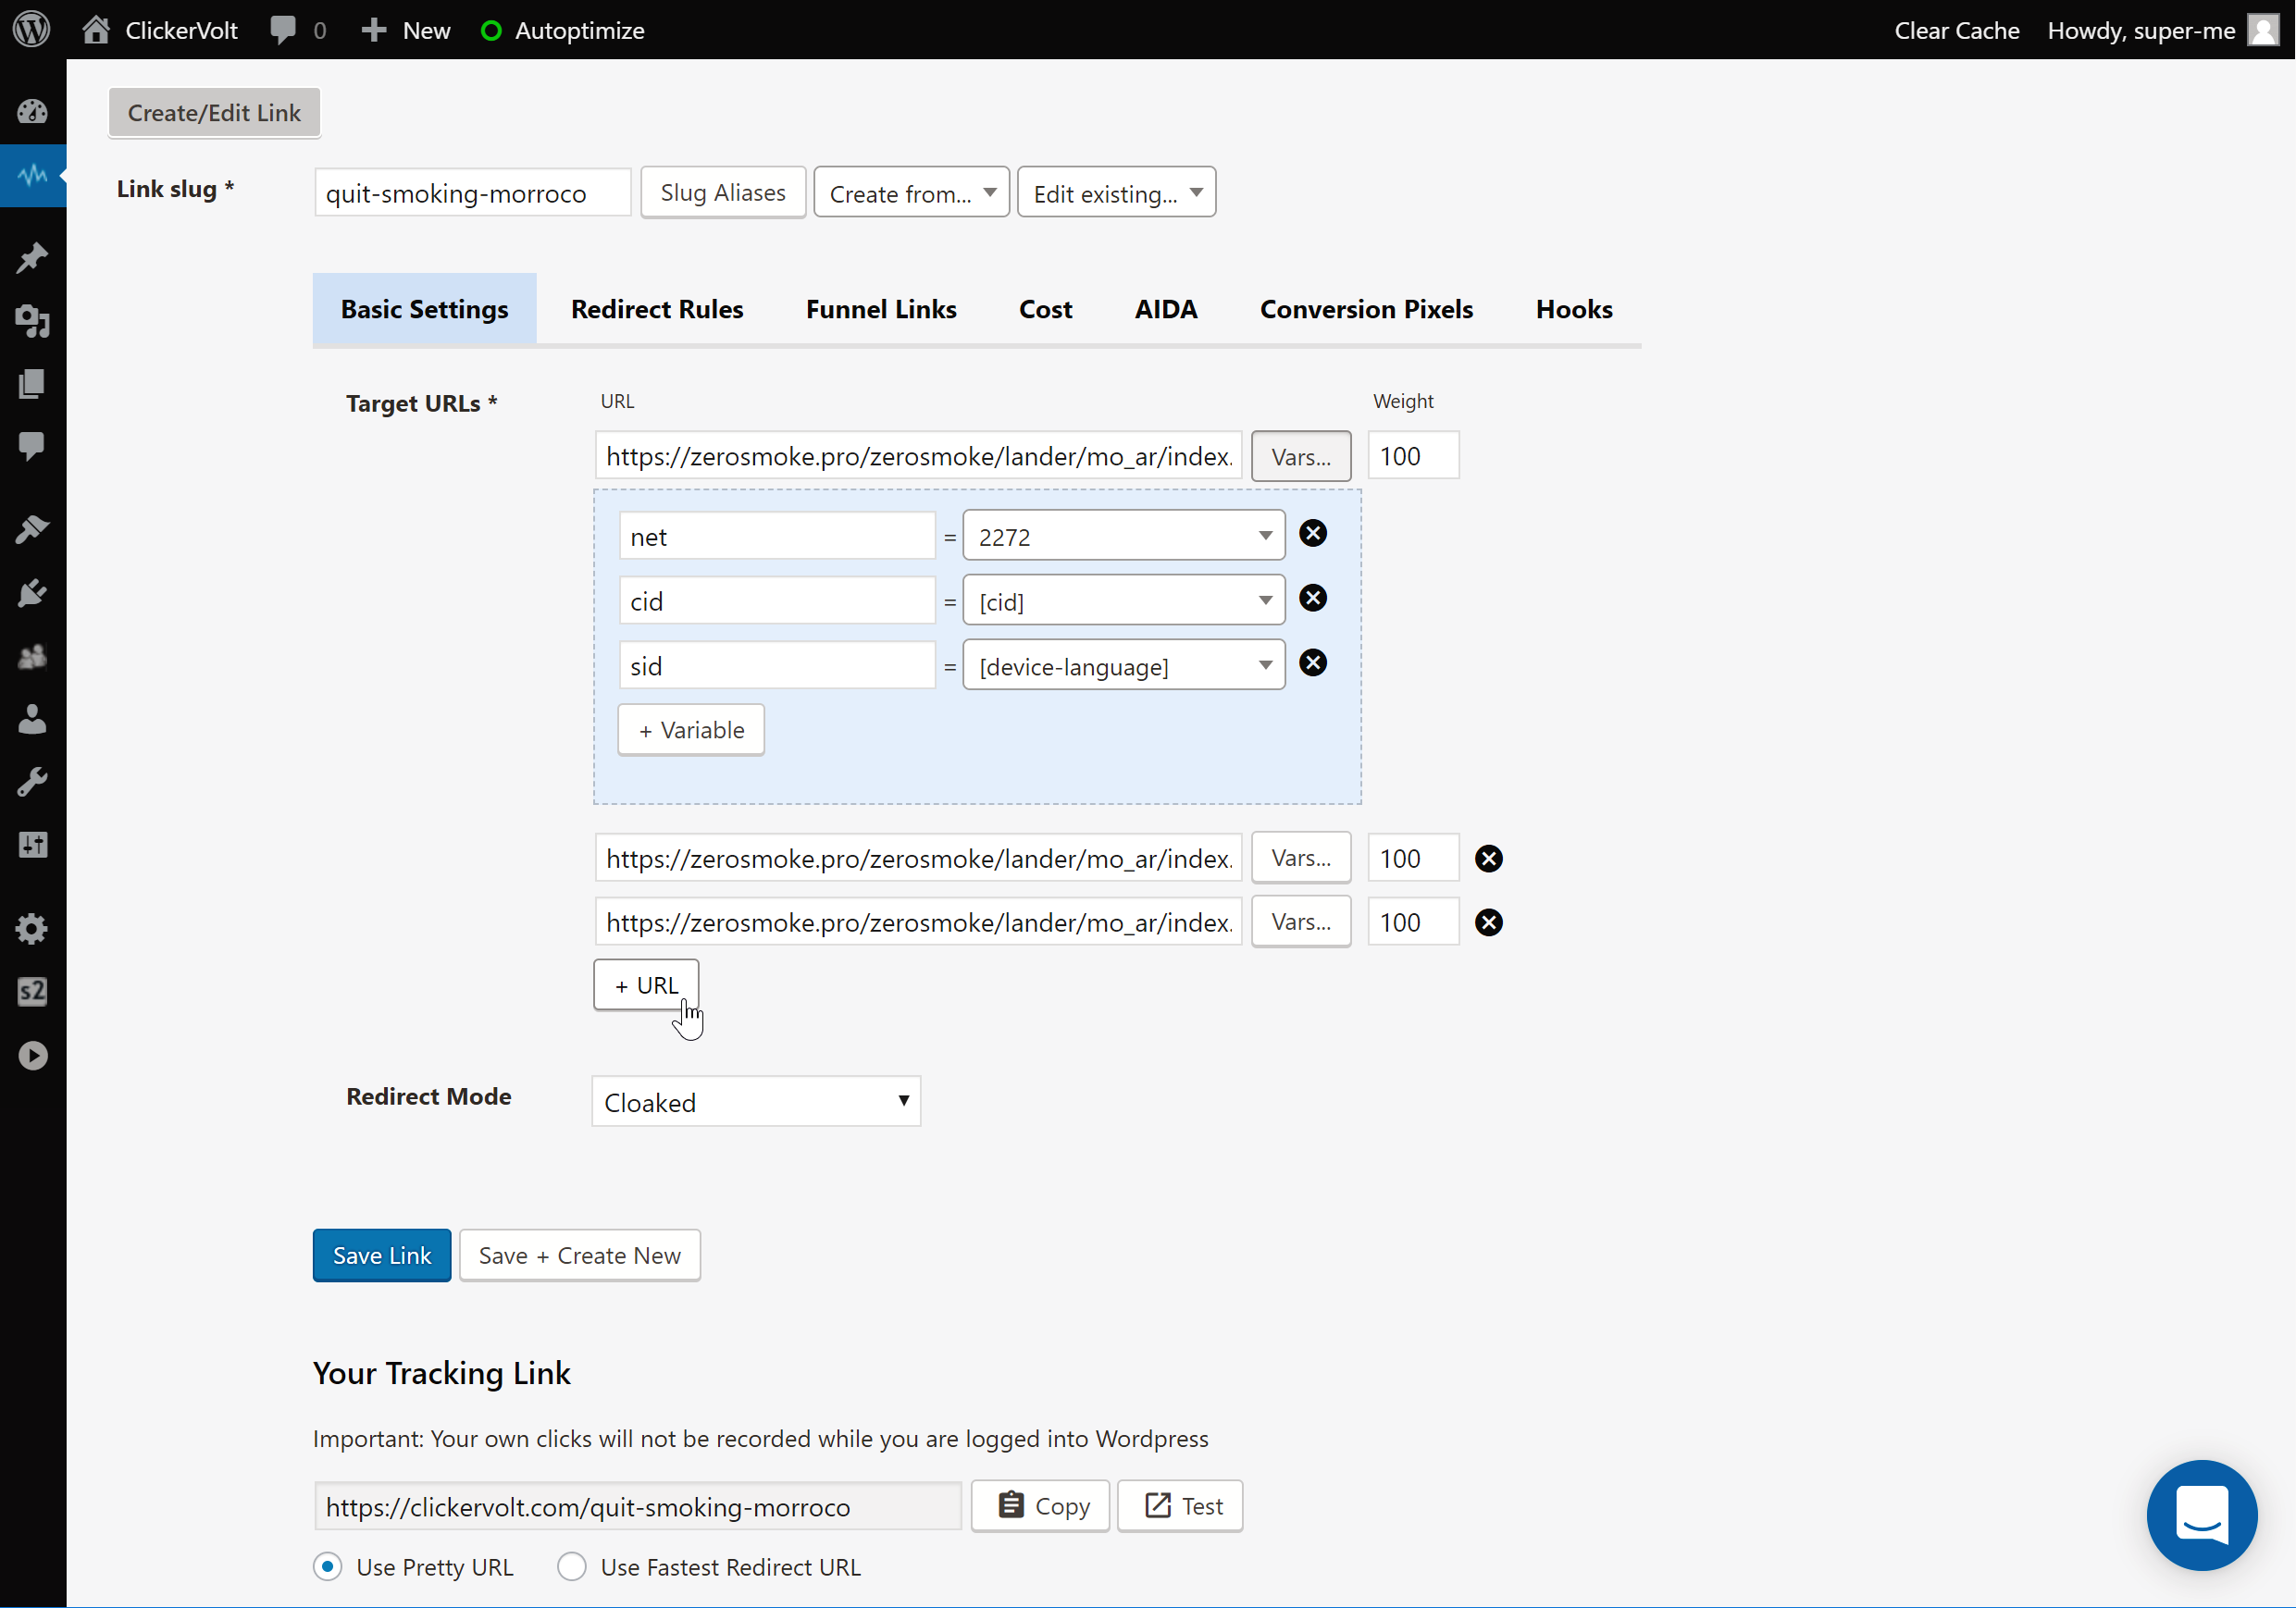 ClickerVolt 0 New Autoptimize Clear Cache Howdy, super-me
Create/Edit Link
Link slug * quit-smoking-morroco Slug Aliases Create from... Edit existing...
Basic Settings Redirect Rules Funnel Links Cost AIDA Conversion Pixels Hooks
Target URLs * URL Weight
https://zerosmoke.pro/zerosmoke/lander/mo_ar/index. Vars... 100
net = 2272
cid = [cid]
sid = [device-language]
+ Variable
https://zerosmoke.pro/zerosmoke/lander/mo_ar/index. Vars... 100
https://zerosmoke.pro/zerosmoke/lander/mo_ar/index. Vars... 100
s2
+ URL
Redirect Mode Cloaked
Save Link Save + Create New
Your Tracking Link
Important: Your own clicks will not be recorded while you are logged into Wordpress
https://clickervolt.com/quit-smoking-morroco Copy Test
Use Pretty URL Use Fastest Redirect URL